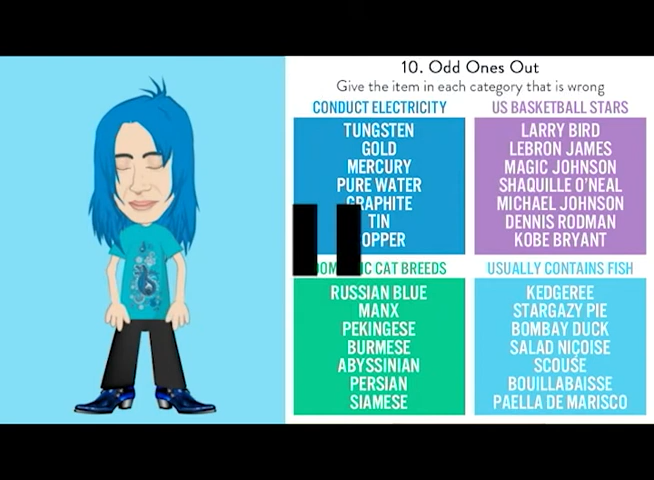 10. Odd Ones Out
Give the item in each category that is wrong
CONDUCT ELECTRICITY
TUNGSTEN
GOLD
MERCURY
PURE WATER
GRAPHITE
TIN
US BASKETBALL STARS
LARRY BIRD
LEBRON JAMES
MAGIC JOHNSON
SHAQUILLE O'NEAL
MICHAEL JOHNSON
DENNIS RODMAN
KOBE BRYANT
CAT BREEDS
RUSSIAN BLUE
MANX
PEKINGESE
BURMESE
ABYSSINIAN
PERSIAN
SIAMESE
USUALLY CONTAINS FISH
KEDGEREE
STARGAZY PIE
BOMBAY DUCK
SALAD NIÇOISE
SCOUSE
BOUILLABAISSE
PAELLA DE MARISCO